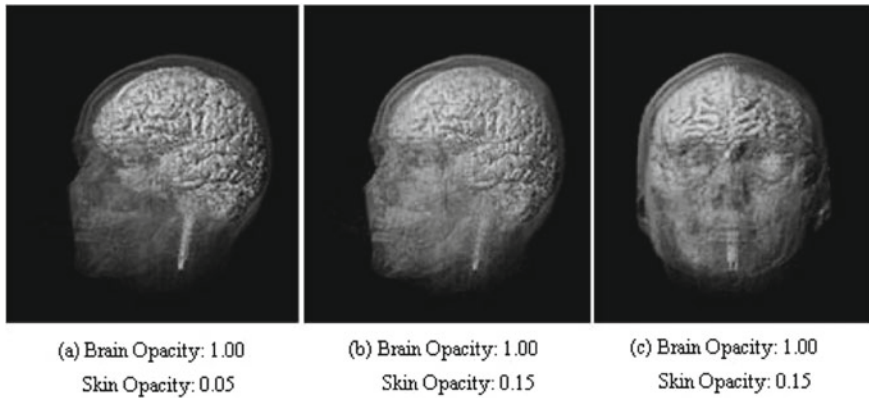 (a) Brain Opacity: 1.00
Skin Opacity: 0.05
(b) Brain Opacity: 1.00
Skin Opacity: 0.15
(c) Brain Opacity: 1.00
Skin Opacity: 0.15